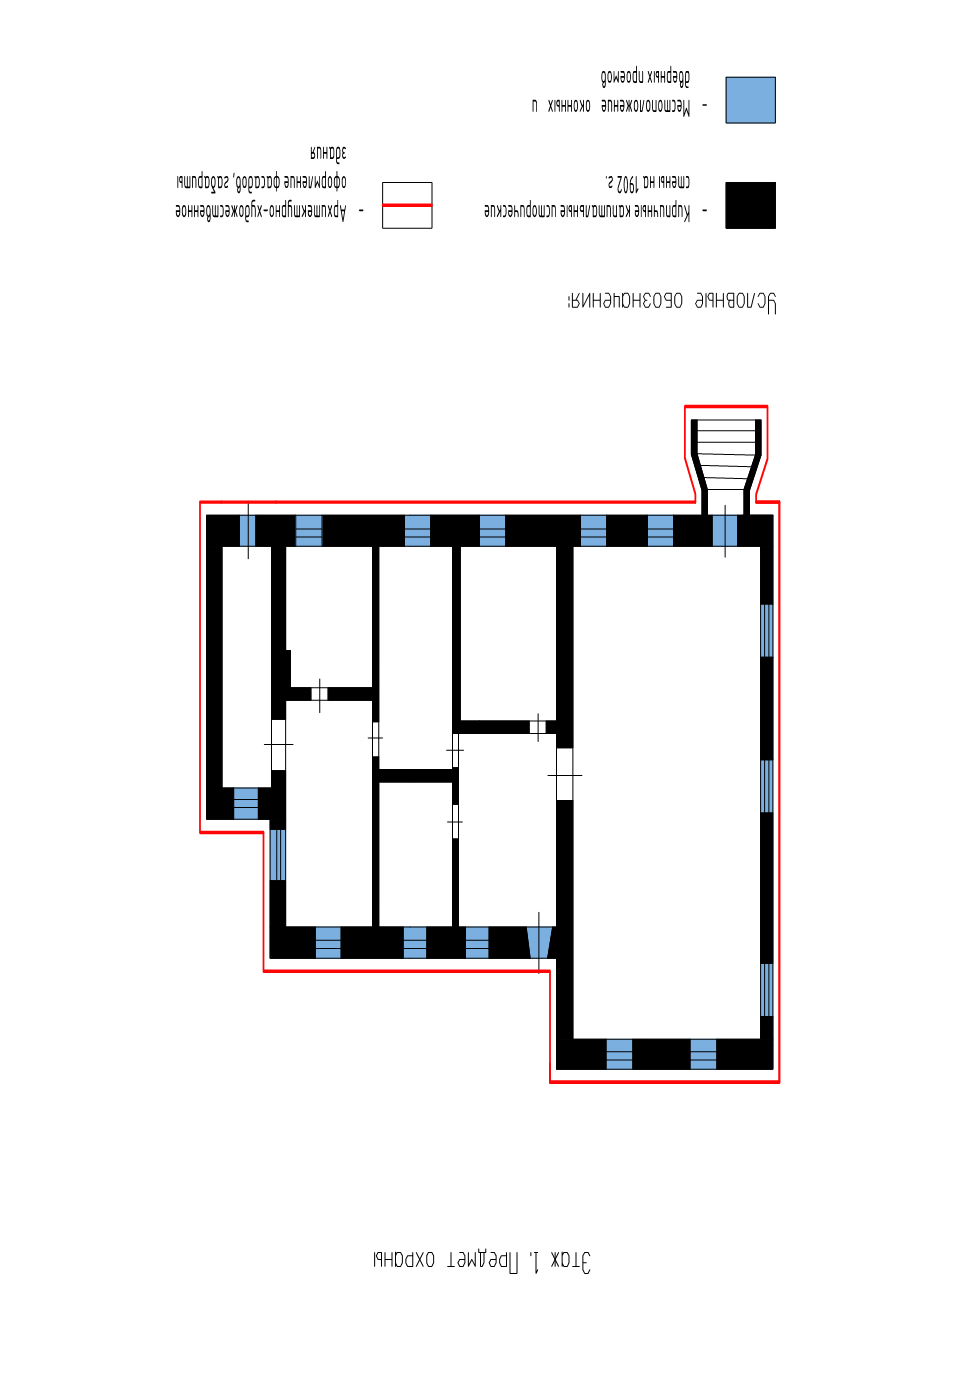 Этаж 1. Предмет охраны
Условные обозначения:
- Кирпичные капитальные исторические
стены на 1902 г.
- Архитектурно-художественное
оформление фасадов, габариты
здания
- Местоположение оконных и
дверных проемов